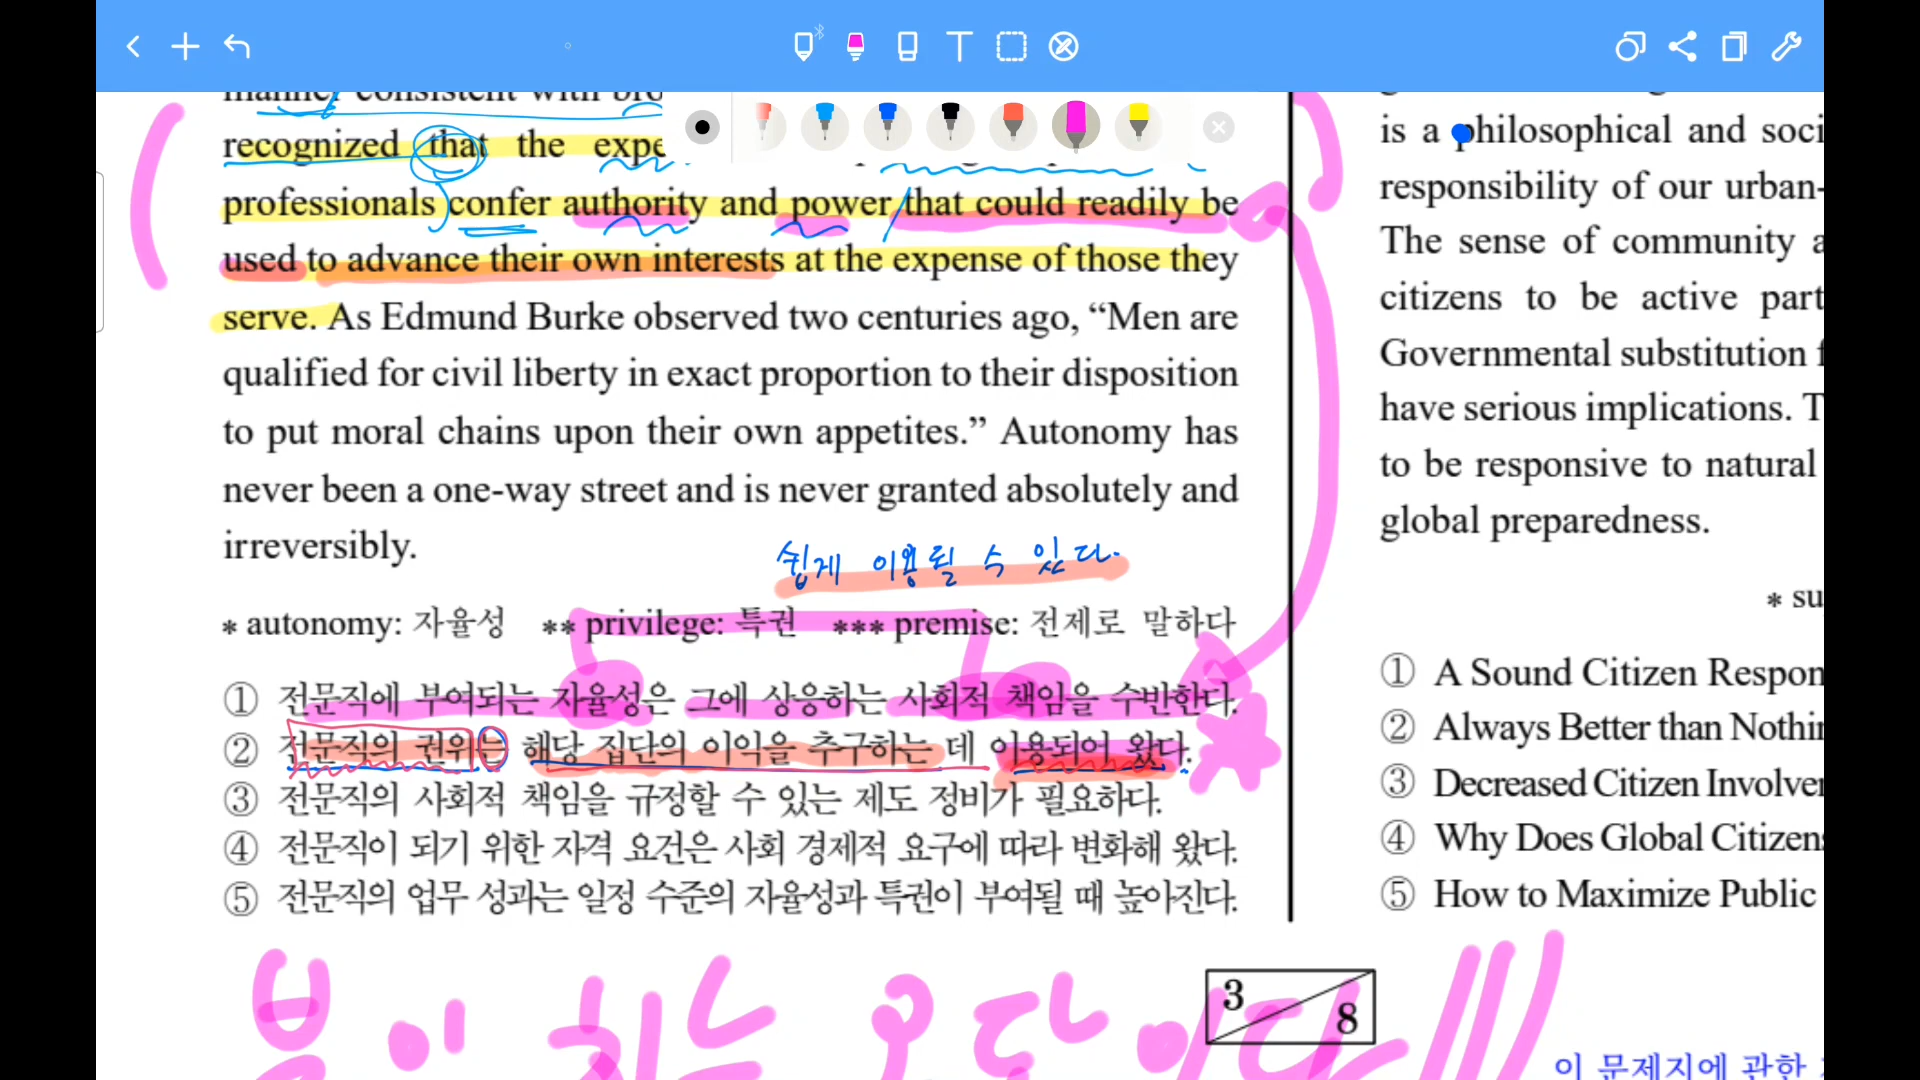 manner consistent with bro
recognized that the expe
professionals confer authority and power that could readily be
used to advance their own interests at the expense of those they
serve. As Edmund Burke observed two centuries ago, “Men are
qualified for civil liberty in exact proportion to their disposition
to put moral chains upon their own appetites.” Autonomy has
never been a one-way street and is never granted absolutely and
irreversibly.
쉽게 이용될 수 있다.
* autonomy: 자율성 ** privilege: 특권 *** premise: 전제로 말하다
① 전문직에 부여되는 자율성은 그에 상응하는 사회적 책임을 수반한다.
② 전문직의 권위는 해당 집단의 이익을 추구하는 데 이용되어 왔다.
③ 전문직의 사회적 책임을 규정할 수 있는 제도 정비가 필요하다.
④ 전문직이 되기 위한 자격 요건은 사회 경제적 요구에 따라 변화해 왔다.
⑤ 전문직의 업무 성과는 일정 수준의 자율성과 특권이 부여될 때 높아진다.
is a philosophical and soci
responsibility of our urban-
The sense of community a
citizens to be active part
Governmental substitution f
have serious implications. T
to be responsive to natural
global preparedness.
* su
① A Sound Citizen Respon
② Always Better than Nothin
③ Decreased Citizen Involver
④ Why Does Global Citizens
⑤ How to Maximize Public
3
8
이 문제지에 관한